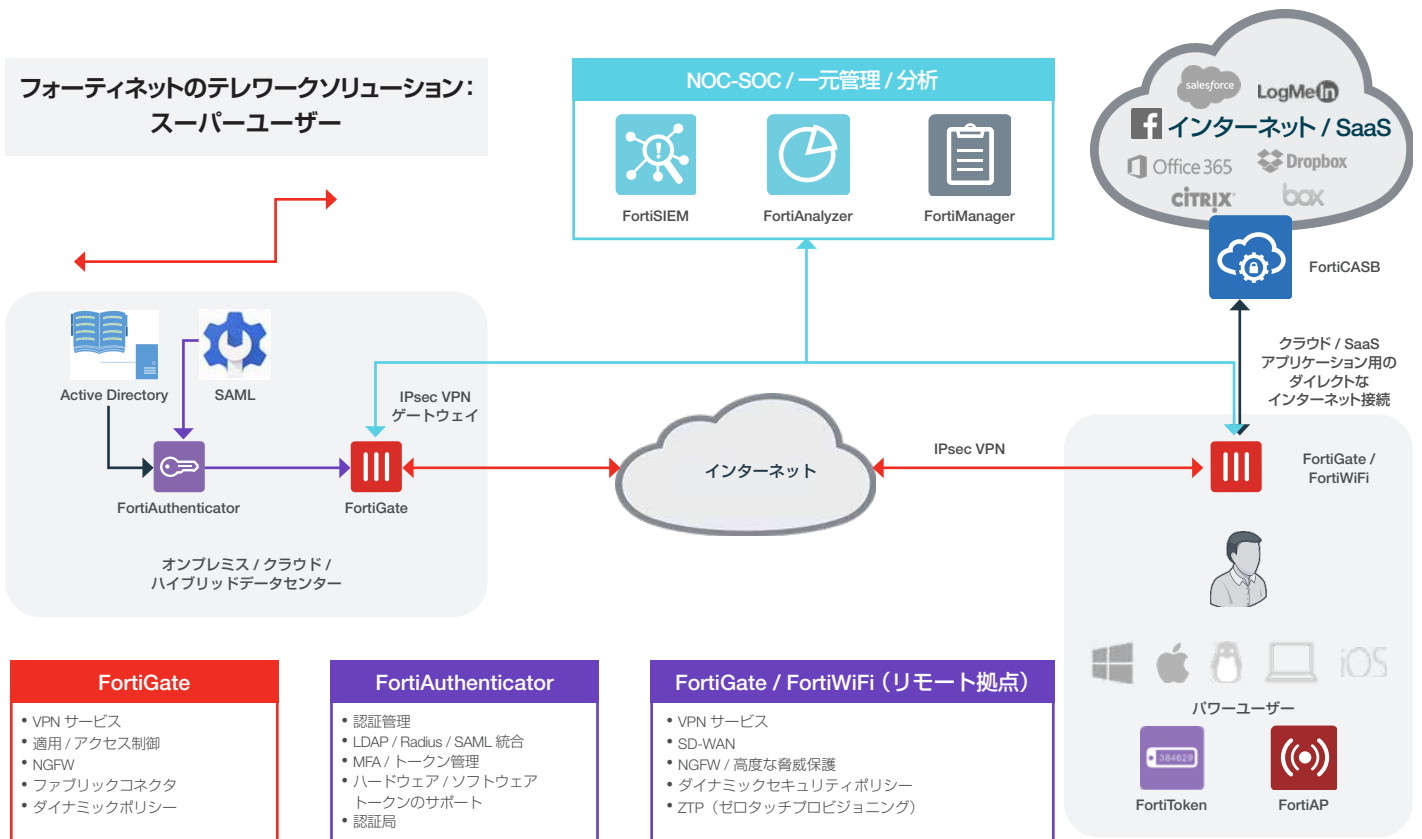 フォーティネットのテレワークソリューション：
スーパーユーザー
NOC-SOC / 一元管理 / 分析
FortiSIEM
FortiAnalyzer
FortiManager
salesforce
LogMeIn
インターネット / SaaS
Office 365
Dropbox
CITRIX
box
FortiCASB
クラウド / SaaS
アプリケーション用の
ダイレクトな
インターネット接続
Active Directory
SAML
IPsec VPN
ゲートウェイ
FortiAuthenticator
FortiGate
オンプレミス / クラウド /
ハイブリッドデータセンター
インターネット
IPsec VPN
FortiGate /
FortiWiFi
iOS
パワーユーザー
384629
FortiToken
FortiAP
FortiGate
• VPN サービス
• 適用 / アクセス制御
• NGFW
• ファブリックコネクタ
• ダイナミックポリシー
FortiAuthenticator
• 認証管理
• LDAP / Radius / SAML 統合
• MFA / トークン管理
• ハードウェア / ソフトウェア
トークンのサポート
• 認証局
FortiGate / FortiWiFi（リモート拠点）
• VPN サービス
• SD-WAN
• NGFW / 高度な脅威保護
• ダイナミックセキュリティポリシー
• ZTP（ゼロタッチプロビジョニング）